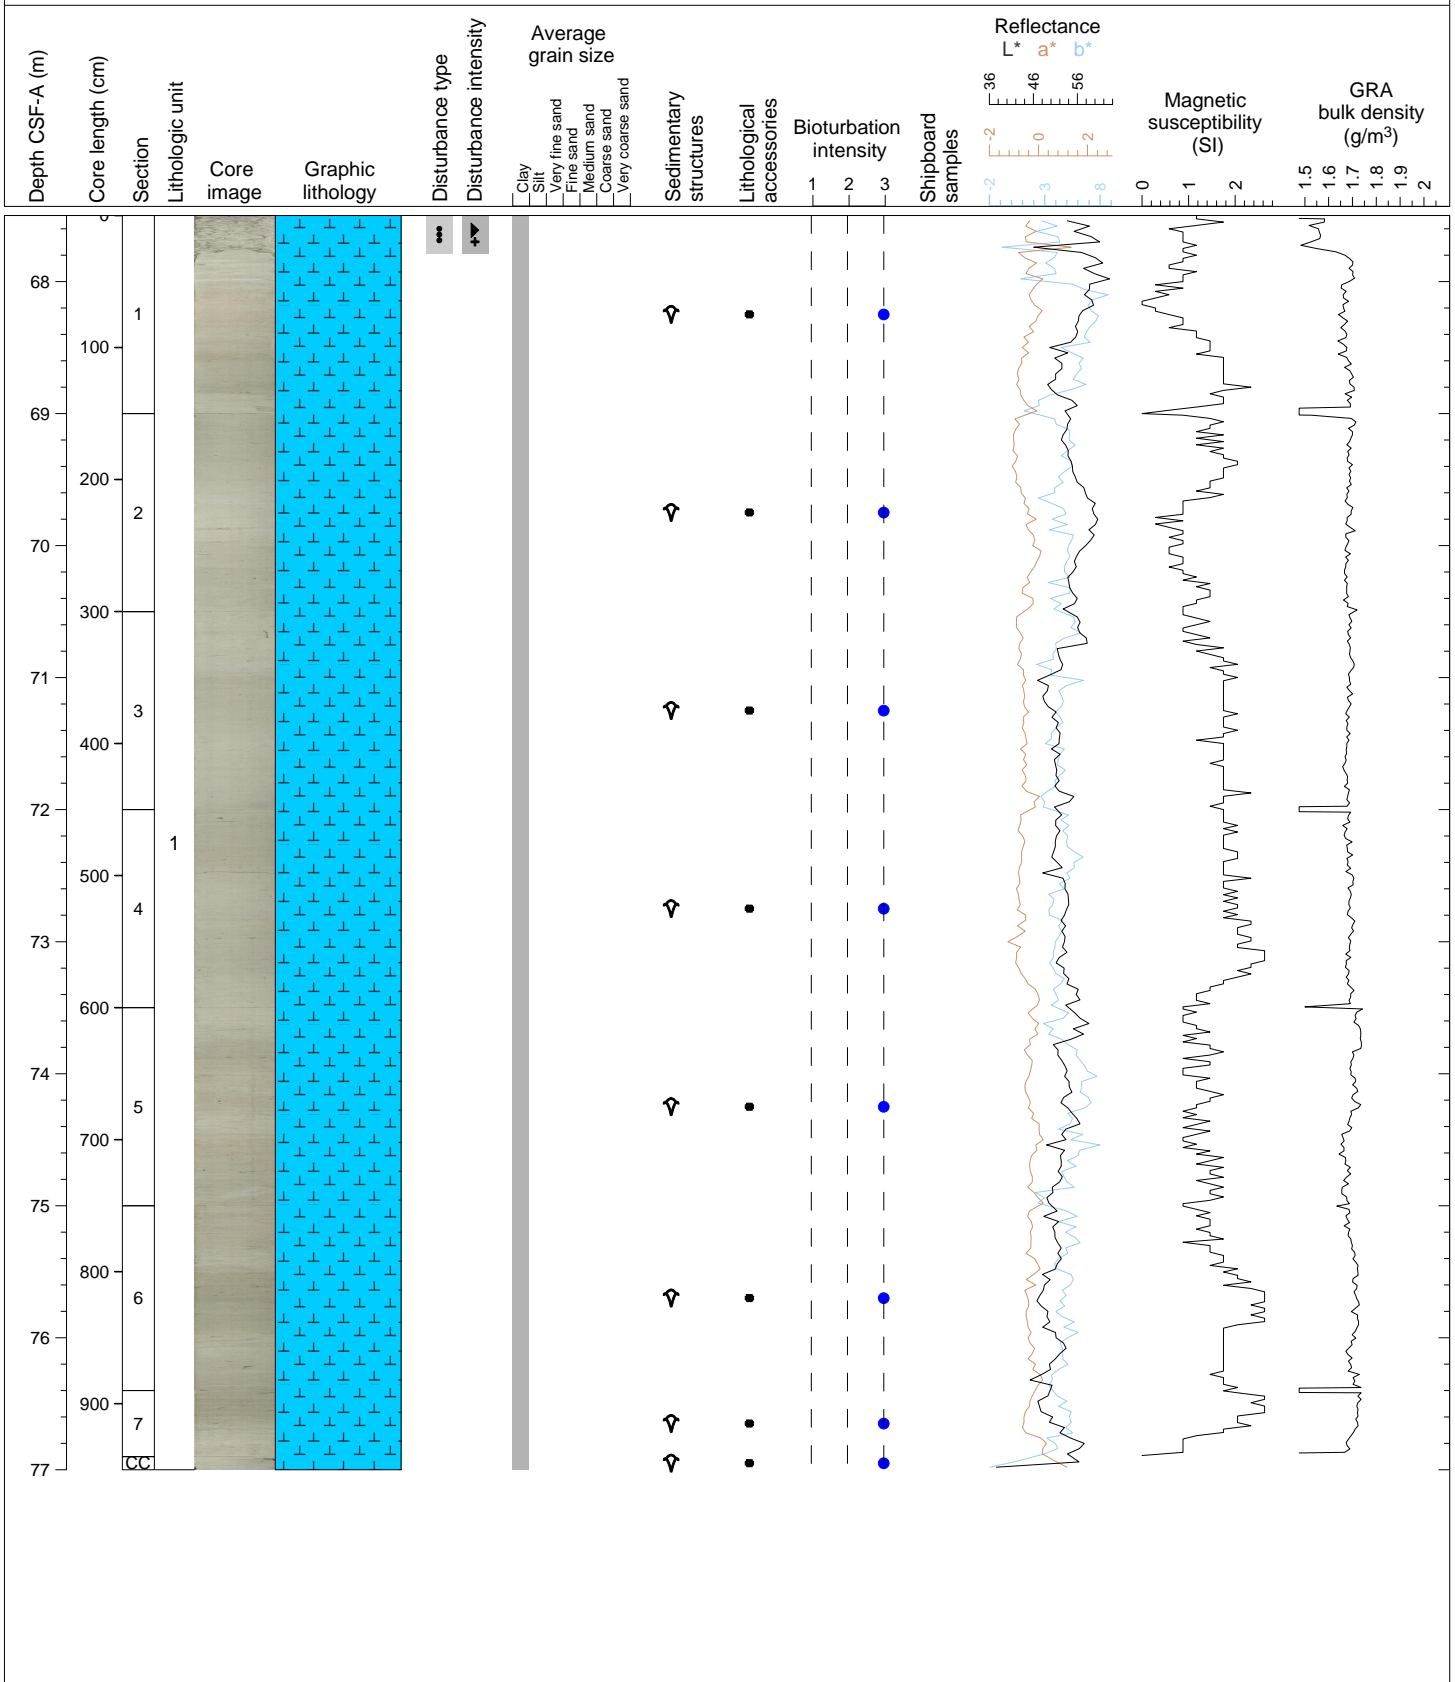 Depth CSF-A (m)
Core length (cm)
Section
Lithologic unit
Core
image
Graphic
lithology
Disturbance type
Disturbance intensity
Average
grain size
Clay
Silt
Very fine sand
Fine sand
Medium sand
Coarse sand
Very coarse sand
Sedimentary
structures
Lithological
accessories
Bioturbation
intensity
1 2 3
Shipboard
samples
Reflectance
L* a* b*
36 46 56
-2 0 2
-2 3 8
Magnetic
susceptibility
(SI)
0 1 2
GRA
bulk density
(g/m³)
1.5 1.6 1.7 1.8 1.9 2
0
68
1
100
69
200
2
70
300
71
3
400
72
1
500
4
73
600
74
5
700
75
800
6
76
900
7
CC
77